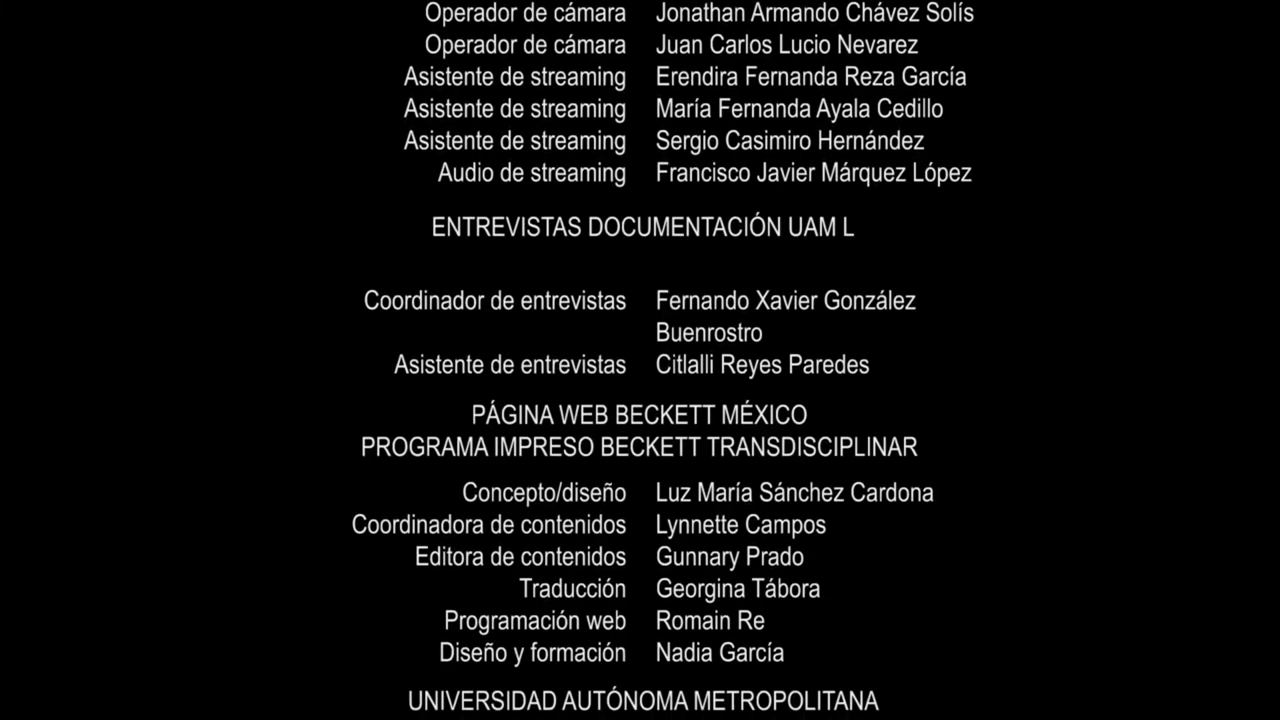 Operador de cámara Jonathan Armando Chávez Solís
Operador de cámara Juan Carlos Lucio Nevarez
Asistente de streaming Erendira Fernanda Reza García
Asistente de streaming María Fernanda Ayala Cedillo
Asistente de streaming Sergio Casimiro Hernández
Audio de streaming Francisco Javier Márquez López
ENTREVISTAS DOCUMENTACIÓN UAM L
Coordinador de entrevistas Fernando Xavier González
Buenrostro
Asistente de entrevistas Citlalli Reyes Paredes
PÁGINA WEB BECKETT MÉXICO
PROGRAMA IMPRESO BECKETT TRANSDISCIPLINAR
Concepto/diseño Luz María Sánchez Cardona
Coordinadora de contenidos Lynnette Campos
Editora de contenidos Gunnary Prado
Traducción Georgina Tábora
Programación web Romain Re
Diseño y formación Nadia García
UNIVERSIDAD AUTÓNOMA METROPOLITANA